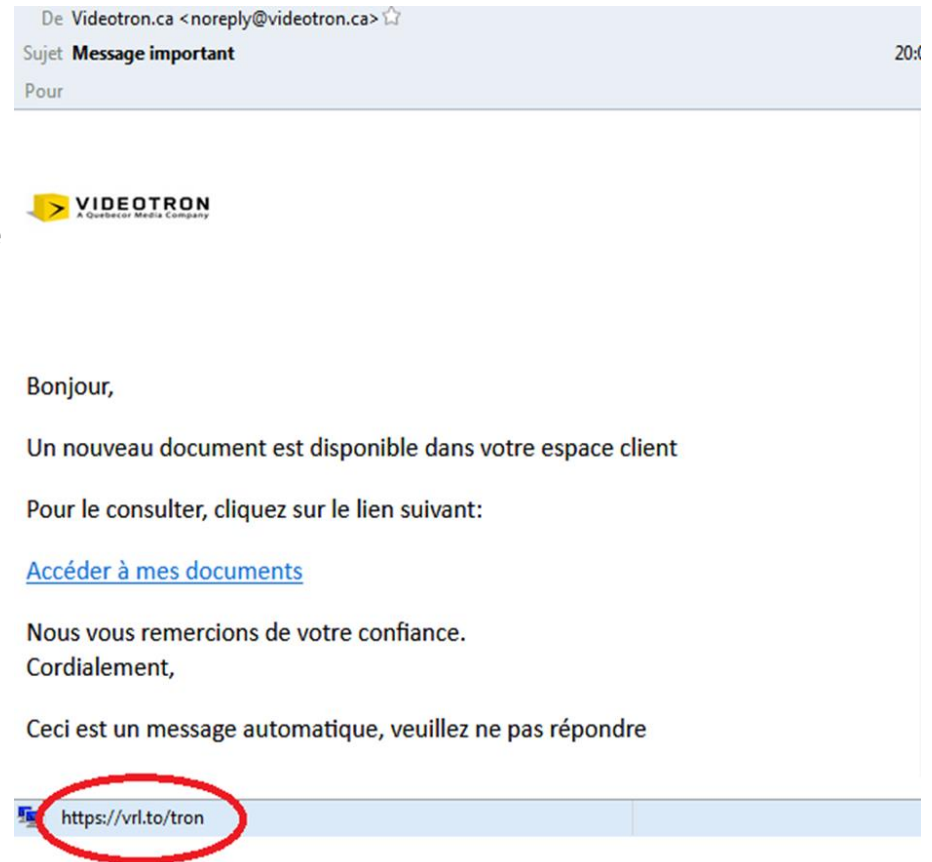 De Videotron.ca <noreply@videotron.ca>
Sujet Message important 20:0
Pour
VIDEOTRON
A Quebecor Media Company
Bonjour,
Un nouveau document est disponible dans votre espace client
Pour le consulter, cliquez sur le lien suivant:
Accéder à mes documents
Nous vous remercions de votre confiance.
Cordialement,
Ceci est un message automatique, veuillez ne pas répondre
https://vrl.to/tron